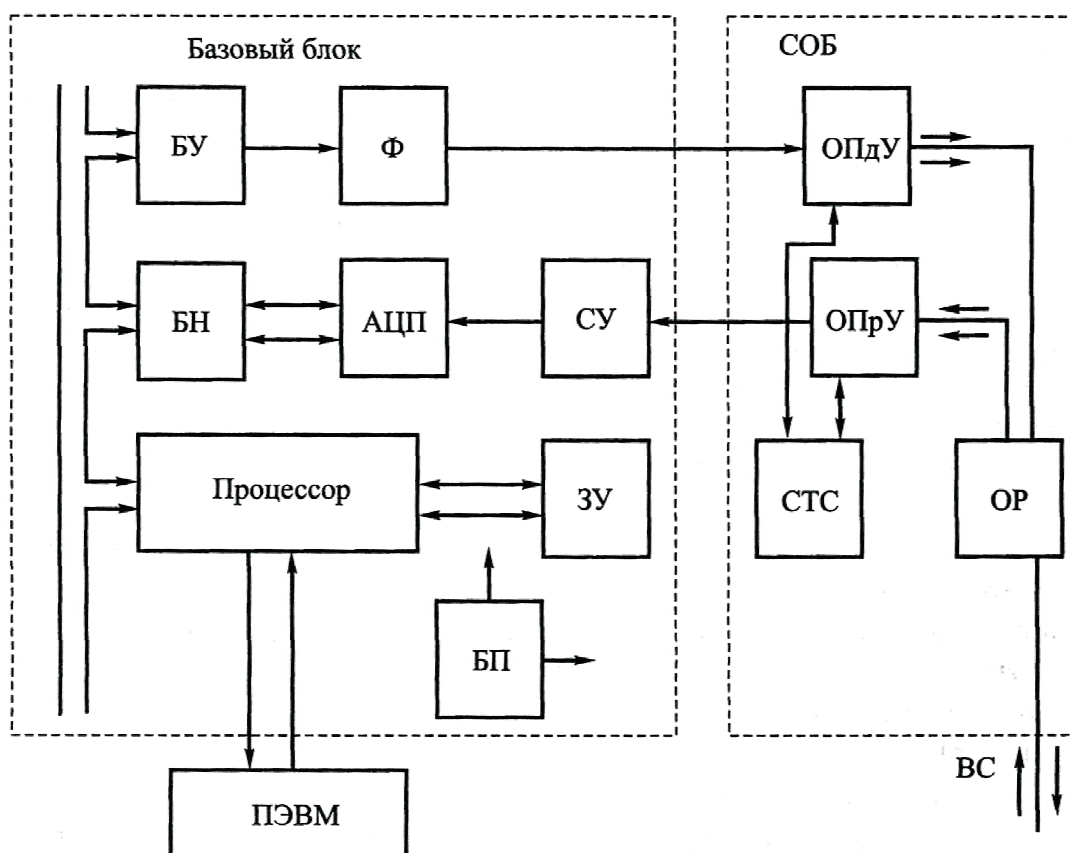 Базовый блок
СОБ
БУ
Ф
ОПдУ
БН
АЦП
СУ
ОПрУ
Процессор
ЗУ
СТС
ОР
БП
ВС
ПЭВМ